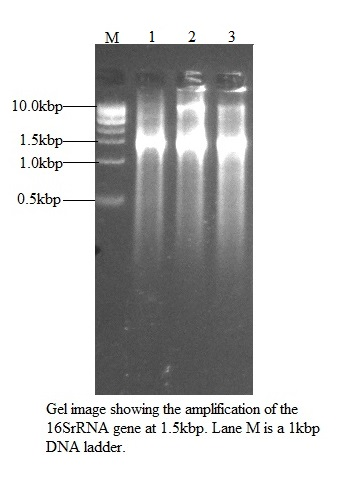 M 1 2 3
10.0kbp
1.5kbp
1.0kbp
0.5kbp
Gel image showing the amplification of the
16SrRNA gene at 1.5kbp. Lane M is a 1kbp
DNA ladder.